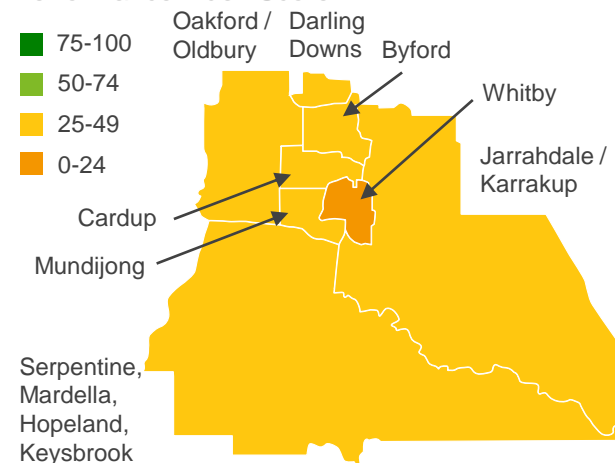 75-100
50-74
25-49
0-24
Oakford /
Oldbury
Darling
Downs
Byford
Whitby
Jarrahdale /
Karrakup
Cardup
Mundijong
Serpentine,
Mardella,
Hopeland,
Keysbrook